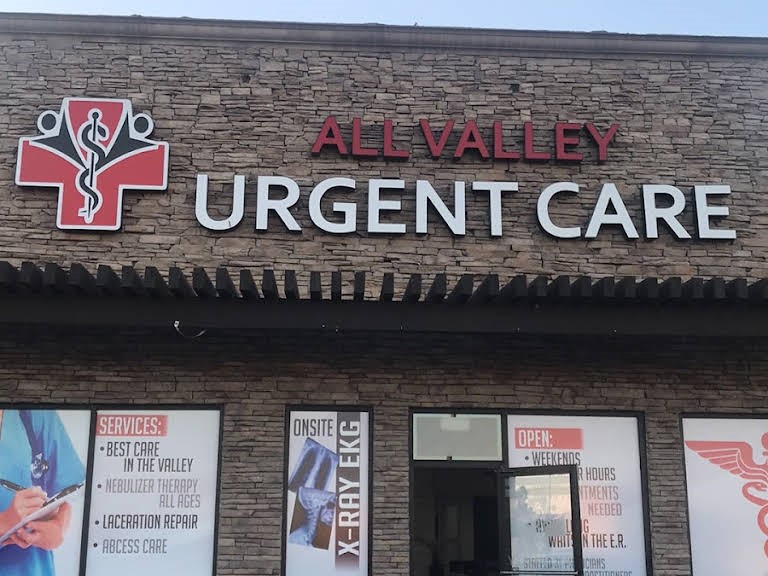 ALL VALLEY
URGENT CARE
SERVICES:
• BEST CARE
IN THE VALLEY
• NEBULIZER THERAPY
ALL AGES
• LACERATION REPAIR
• ABCESS CARE
ONSITE
X-RAY EKG
OPEN:
• WEEKENDS
HOURS
NEEDED
IN THE E.R.